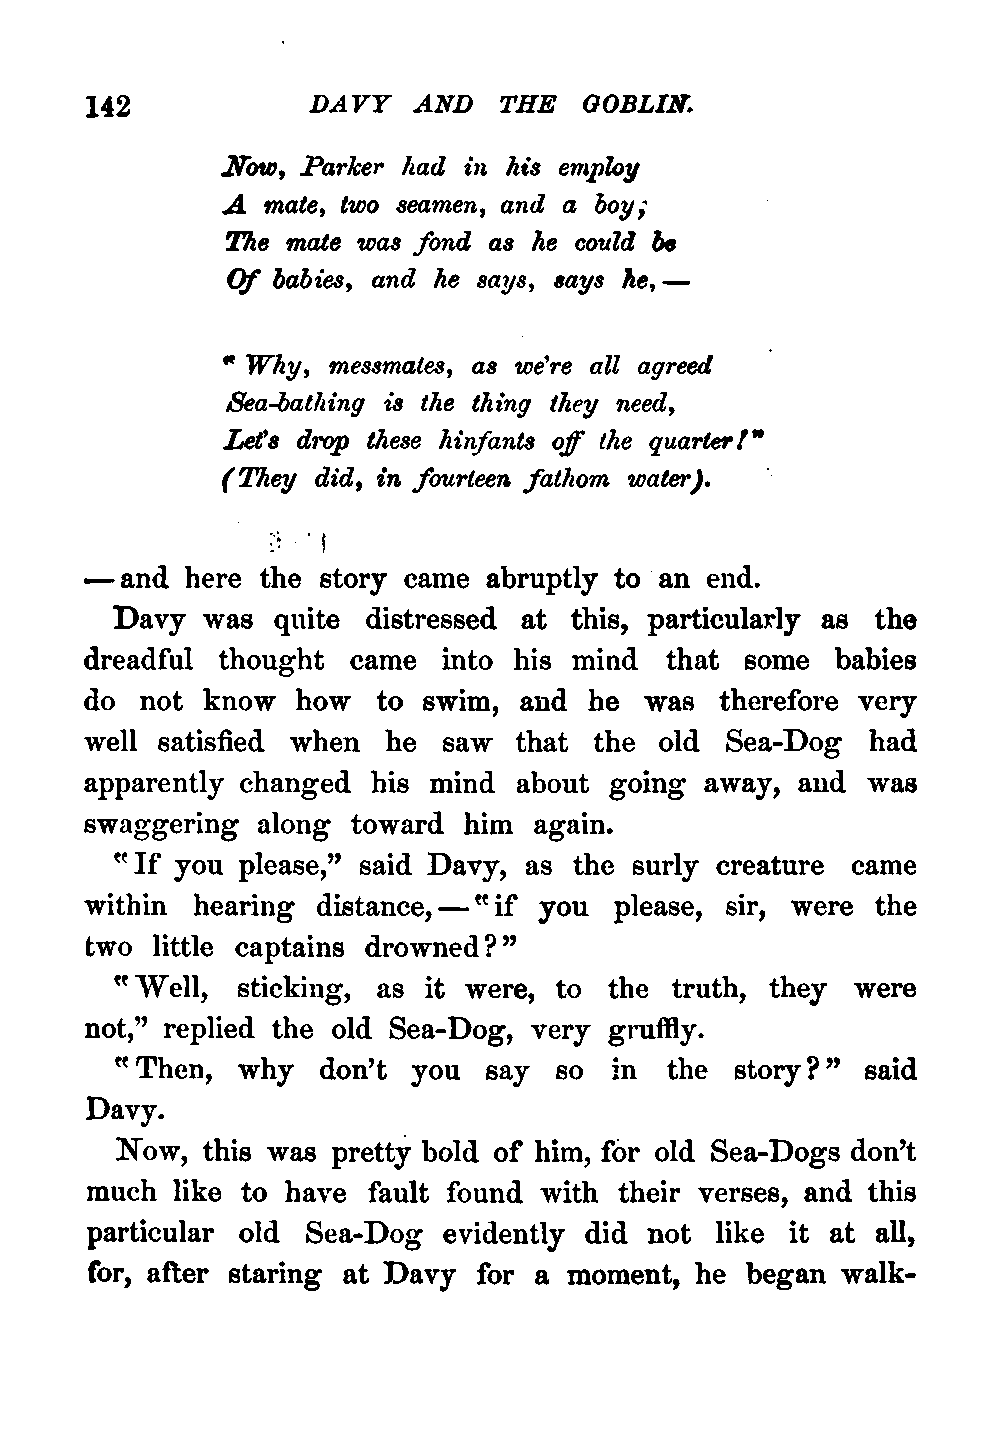 142 DAVY AND THE GOBLIN.
Now, Parker had in his employ
A mate, two seamen, and a boy;
The mate was fond as he could be
Of babies, and he says, says he,—
"Why, messmates, as we're all agreed
Sea-bathing is the thing they need,
Let's drop these hinfants off the quarter!"
(They did, in fourteen fathom water).
—and here the story came abruptly to an end.
Davy was quite distressed at this, particularly as the
dreadful thought came into his mind that some babies
do not know how to swim, and he was therefore very
well satisfied when he saw that the old Sea-Dog had
apparently changed his mind about going away, and was
swaggering along toward him again.
"If you please," said Davy, as the surly creature came
within hearing distance,—"if you please, sir, were the
two little captains drowned?"
"Well, sticking, as it were, to the truth, they were
not," replied the old Sea-Dog, very gruffly.
"Then, why don't you say so in the story?" said
Davy.
Now, this was pretty bold of him, for old Sea-Dogs don't
much like to have fault found with their verses, and this
particular old Sea-Dog evidently did not like it at all,
for, after staring at Davy for a moment, he began walk-